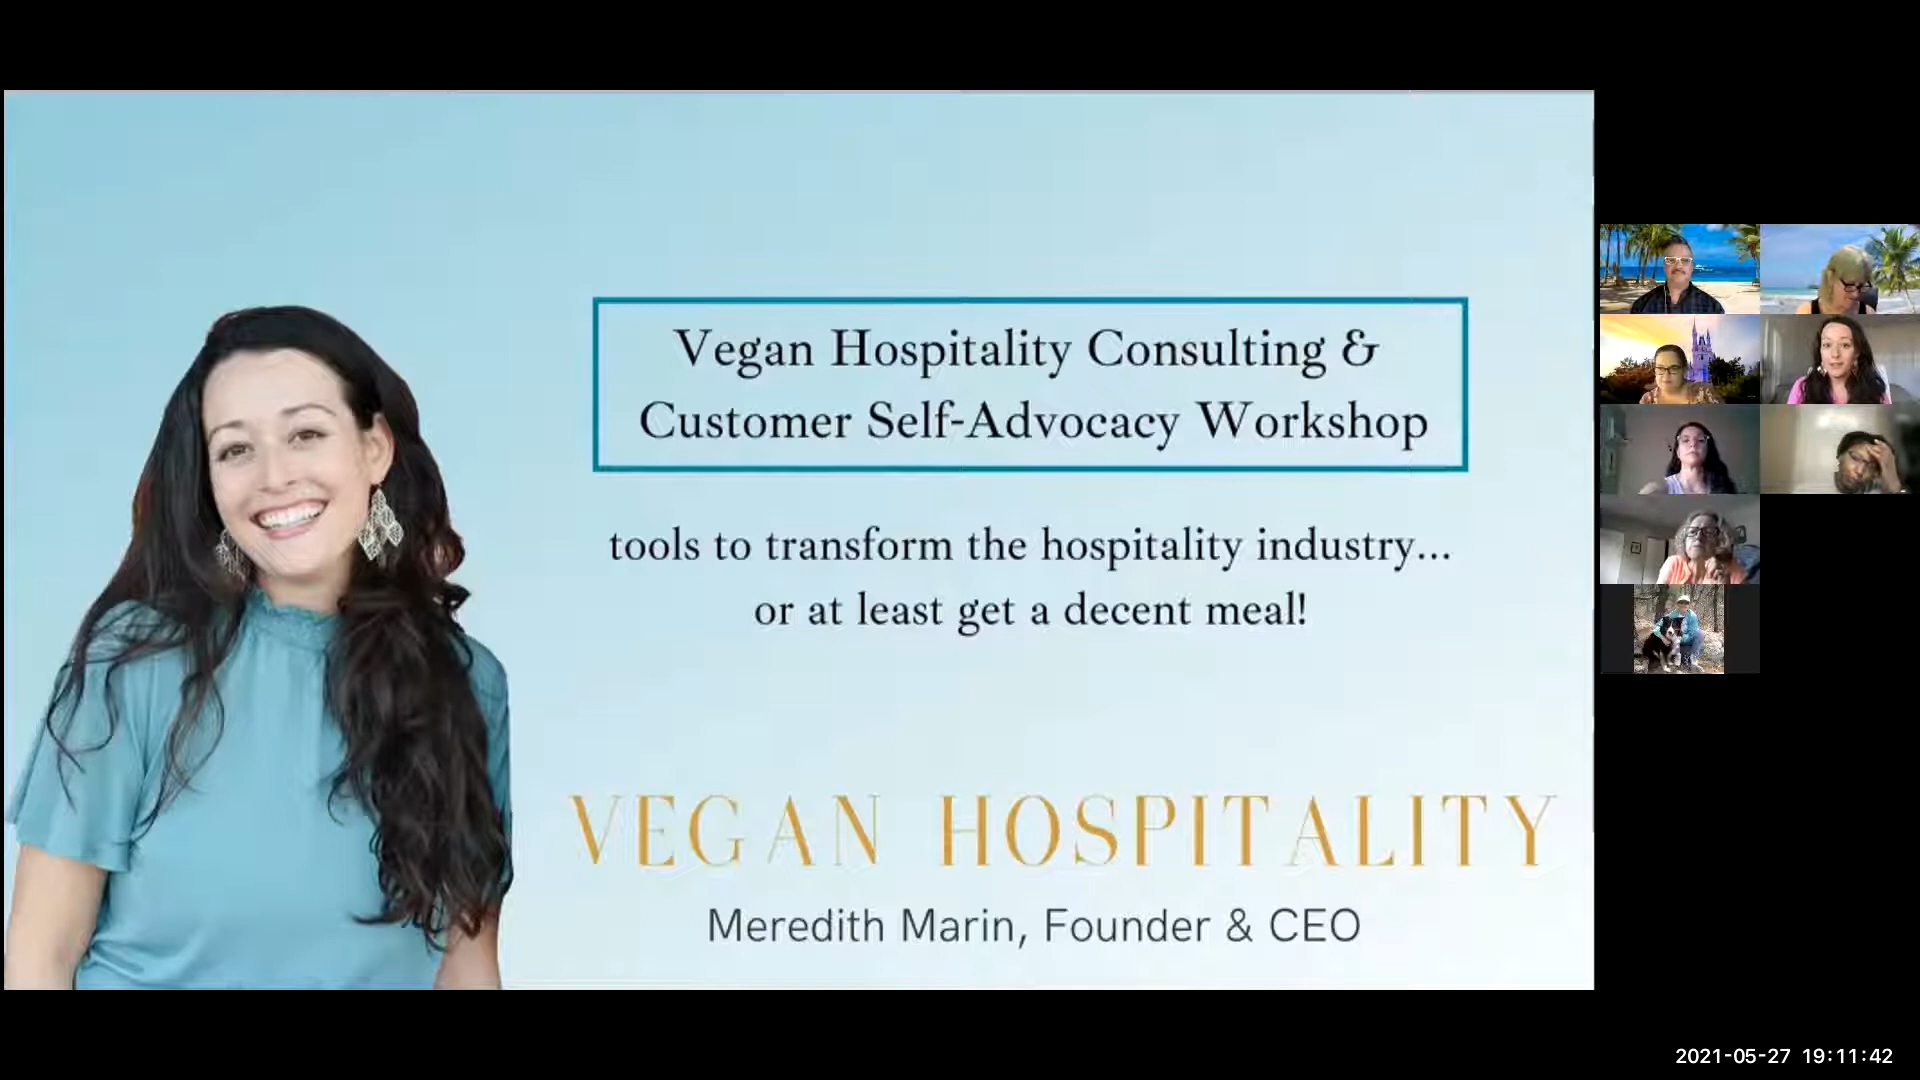 Vegan Hospitality Consulting &
Customer Self-Advocacy Workshop
tools to transform the hospitality industry...
or at least get a decent meal!
VEGAN HOSPITALITY
Meredith Marin, Founder & CEO
2021-05-27 19:11:42